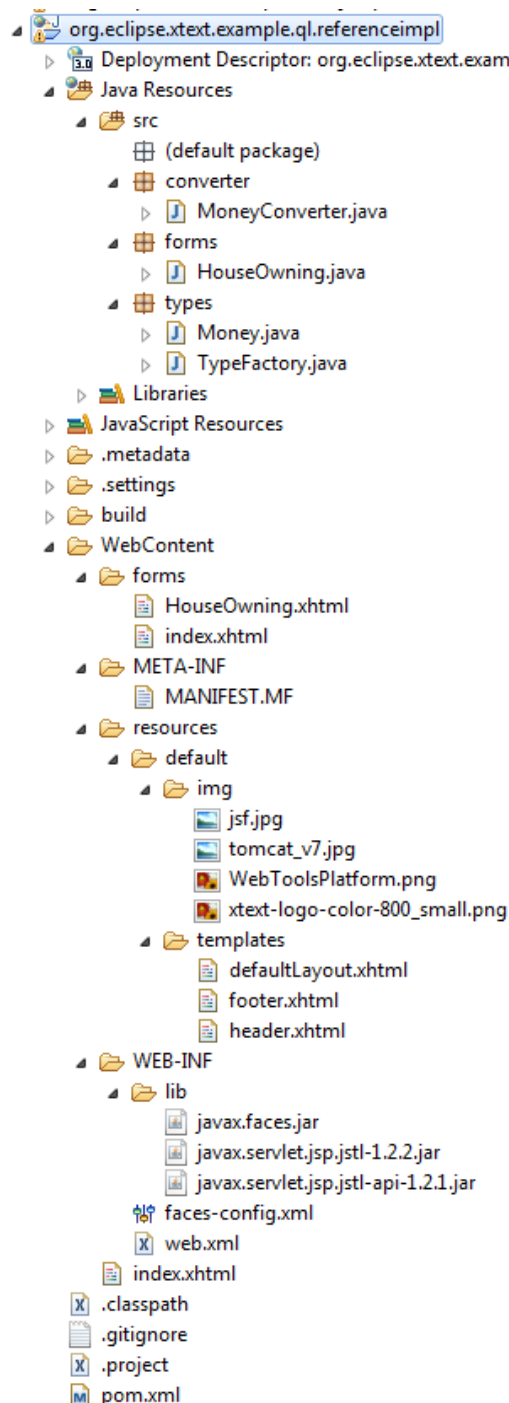 org.eclipse.xtext.example.ql.referenceimpl
Deployment Descriptor: org.eclipse.xtext.exam
Java Resources
src
(default package)
converter
MoneyConverter.java
forms
HouseOwning.java
types
Money.java
TypeFactory.java
Libraries
JavaScript Resources
.metadata
.settings
build
WebContent
forms
HouseOwning.xhtml
index.xhtml
META-INF
MANIFEST.MF
resources
default
img
jsf.jpg
tomcat_v7.jpg
WebToolsPlatform.png
xtext-logo-color-800_small.png
templates
defaultLayout.xhtml
footer.xhtml
header.xhtml
WEB-INF
lib
javax.faces.jar
javax.servlet.jsp.jstl-1.2.2.jar
javax.servlet.jsp.jstl-api-1.2.1.jar
faces-config.xml
web.xml
index.xhtml
.classpath
.gitignore
.project
pom.xml